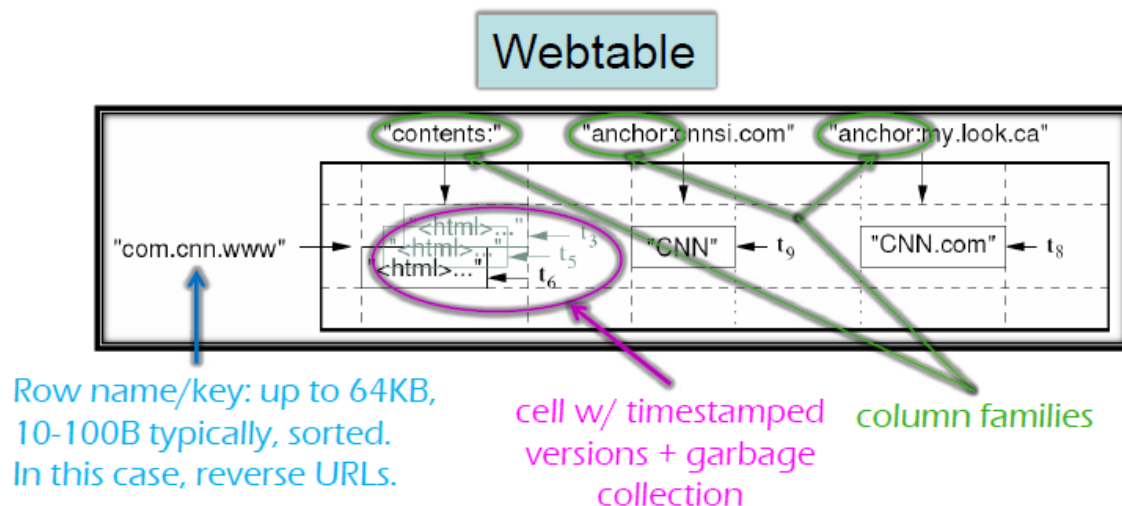 Webtable
"contents:" "anchor:cnnsi.com" "anchor:my.look.ca"
"<html>..." t3
"<html>..." t5
"com.cnn.www" "<html>..." t6 "CNN" t9 "CNN.com" t8
Row name/key: up to 64KB,
10-100B typically, sorted.
In this case, reverse URLs.
cell w/ timestamped
versions + garbage
collection
column families